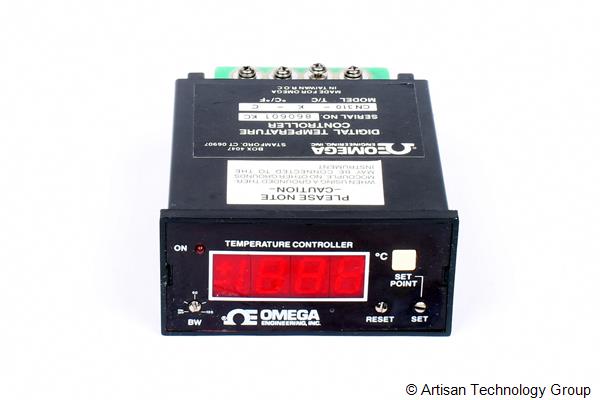 MADE FOR OMEGA
IN TAIWAN R.O.C
MODEL T/C °C/°F
CN310 - K - C
SERIAL NO. 860601 KC
DIGITAL TEMPERATURE
CONTROLLER
OMEGA
ENGINEERING, INC
BOX 4047
STAMFORD, CT 06907
PLEASE NOTE
–CAUTION–
WHEN USING A GROUNDED THER-
MOCOUPLE, NO OTHER GROUNDS
MAY BE CONNECTED TO THE
INSTRUMENT
ON
TEMPERATURE CONTROLLER
°C
SET
POINT
BW
OMEGA
ENGINEERING, INC.
RESET
SET
© Artisan Technology Group